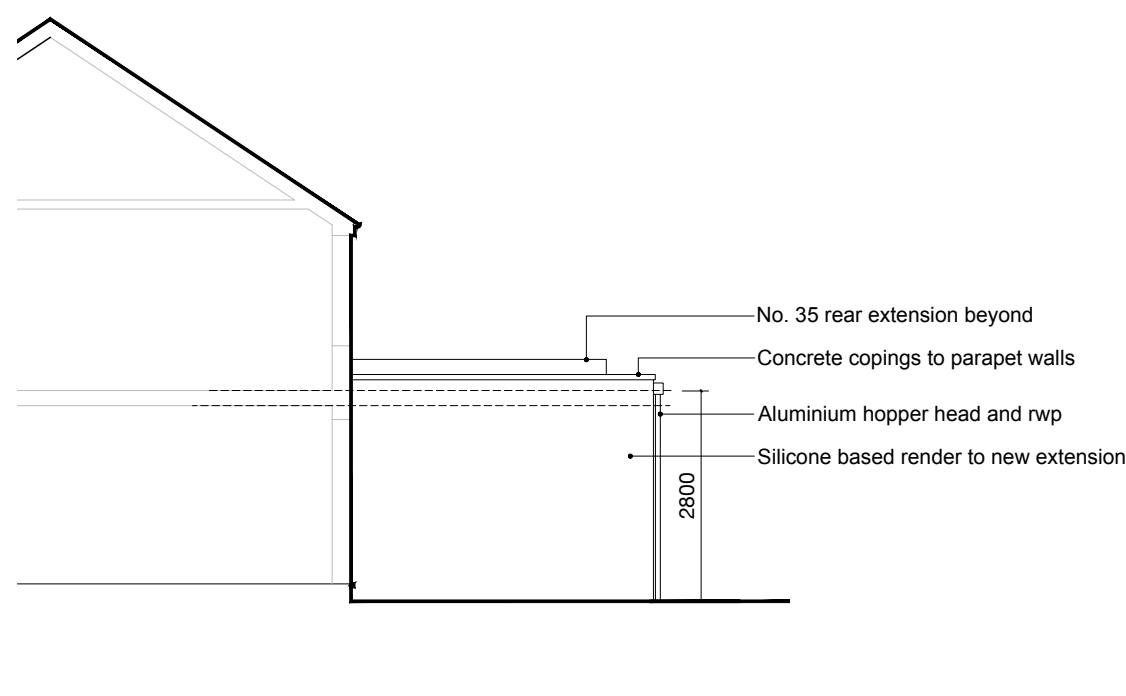 No. 35 rear extension beyond
Concrete copings to parapet walls
Aluminium hopper head and rwp
Silicone based render to new extension
2800